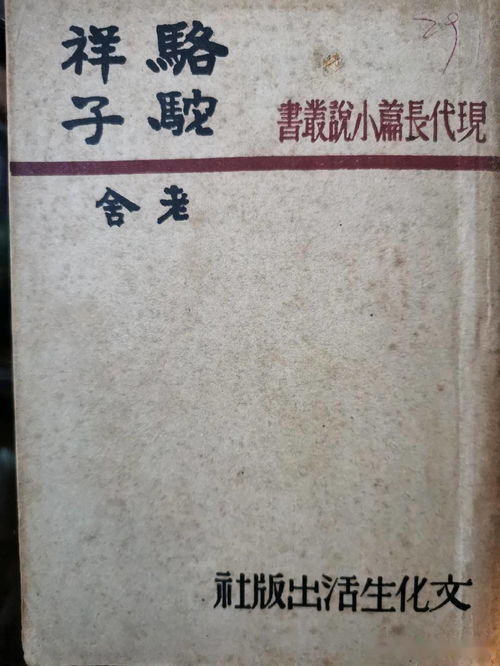 29
現代長篇小說叢書
駱駝
祥子
老舍
文化生活出版社